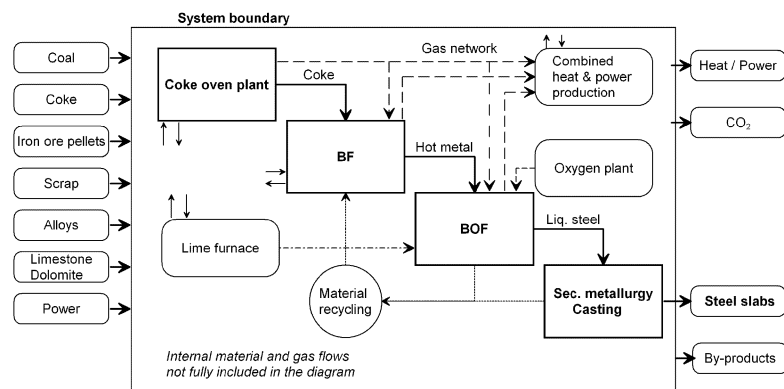 System boundary
Coal
Coke
Iron ore pellets
Scrap
Alloys
Limestone
Dolomite
Power
Coke oven plant
Coke
Gas network
Combined
heat & power
production
BF
Hot metal
Oxygen plant
BOF
Liq. steel
Lime furnace
Material
recycling
Sec. metallurgy
Casting
Internal material and gas flows
not fully included in the diagram
Heat / Power
CO₂
Steel slabs
By-products